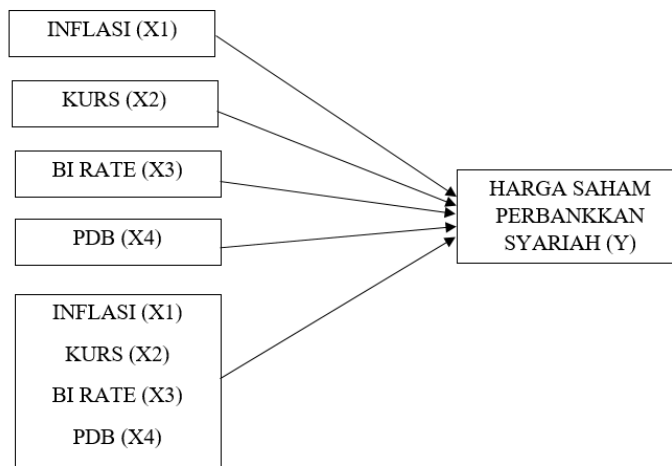 INFLASI (X1)
KURS (X2)
BI RATE (X3)
PDB (X4)
INFLASI (X1)
KURS (X2)
BI RATE (X3)
PDB (X4)
HARGA SAHAM
PERBANKKAN
SYARIAH (Y)